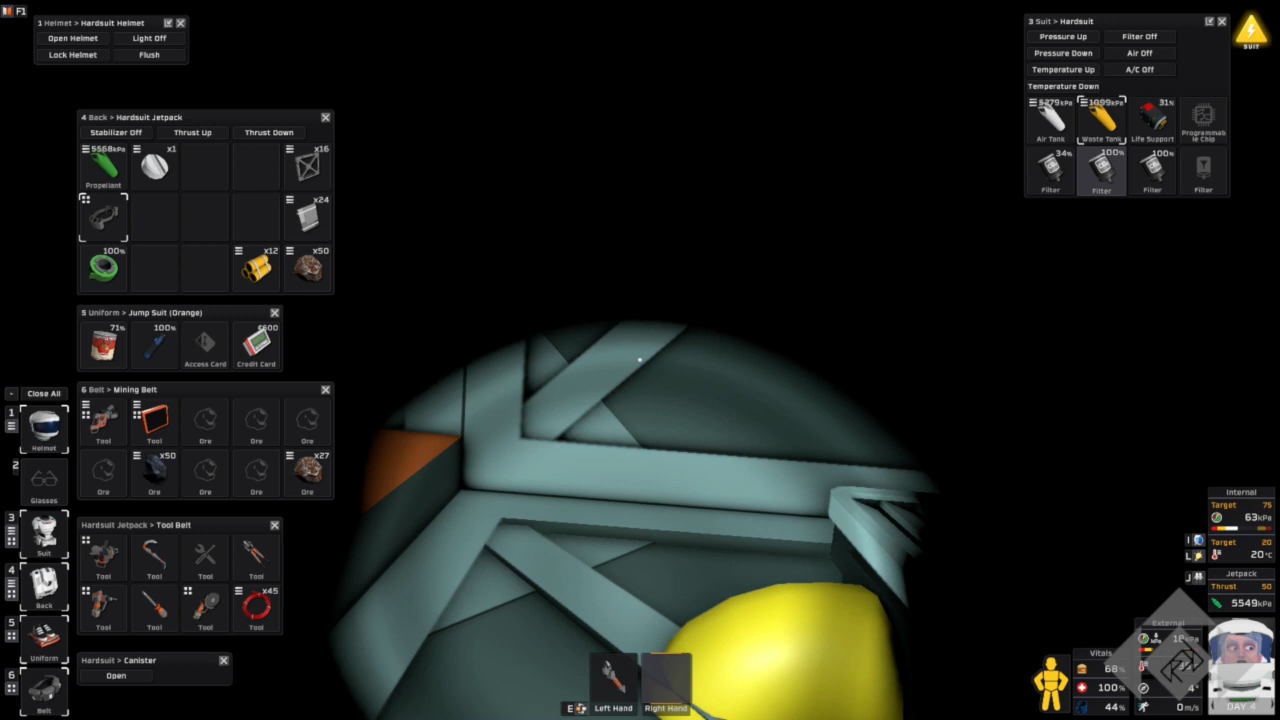 F1
1 Helmet > Hardsuit Helmet
Open Helmet
Light Off
Lock Helmet
Flush
3 Suit > Hardsuit
Pressure Up
Filter Off
Pressure Down
Air Off
Temperature Up
A/C Off
Temperature Down
SUIT
1099kPa
31%
Air Tank
Waste Tank
Life Support
Programmable Chip
34%
100%
100%
Filter
Filter
Filter
Filter
4 Back > Hardsuit Jetpack
Stabilizer Off
Thrust Up
Thrust Down
5568kPa
x1
x16
Propellant
x24
100%
x12
x50
5 Uniform > Jump Suit (Orange)
71%
100%
€600
Access Card
Credit Card
6 Belt > Mining Belt
Tool
Tool
Ore
Ore
Ore
x50
x27
Ore
Ore
Ore
Ore
Ore
Hardsuit Jetpack > Tool Belt
Tool
Tool
Tool
Tool
x45
Tool
Tool
Tool
Tool
Hardsuit > Canister
Open
-
Close All
1
Helmet
2
Glasses
3
Suit
4
Back
5
Uniform
6
Belt
E
Left Hand
Right Hand
Internal
Target 75
63kPa
Target 20
20°C
I
L
J
Jetpack
Thrust 50
5549kPa
External
Vitals
68%
100%
4°
44%
0m/s
DAY 4